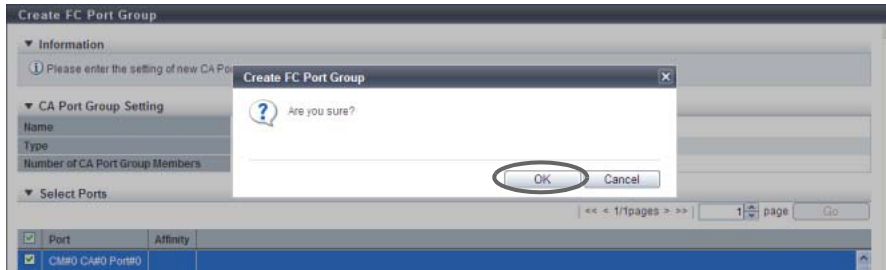 Create FC Port Group
Information
Please enter the setting of new CA Po
Create FC Port Group
Are you sure?
OK Cancel
CA Port Group Setting
Name
Type
Number of CA Port Group Members
Select Ports
<< < 1/1pages > >> 1 page Go
Port Affinity
CM#0 CA#0 Port#0